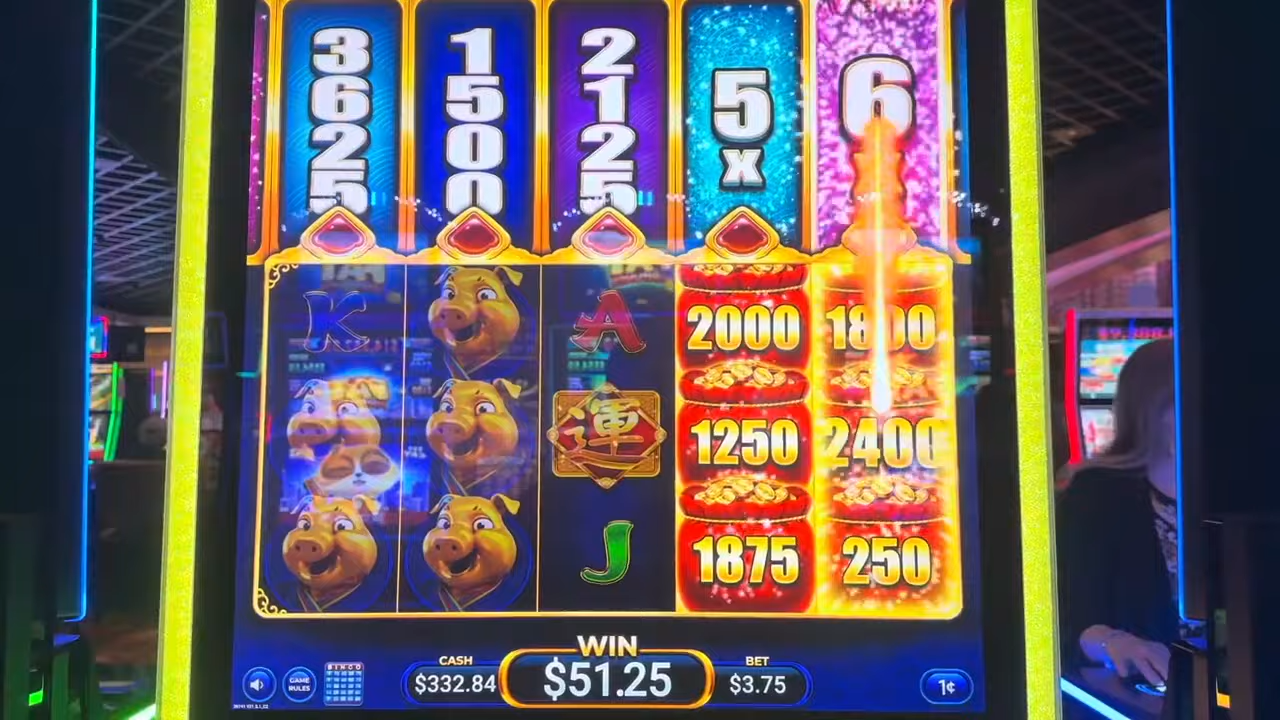 3625
1500
2125
5x
6
K
A
2000
1800
1250
2400
運
J
1875
250
WIN
CASH
$51.25
BET
$332.84
$3.75
GAME RULES
BINGO
1¢